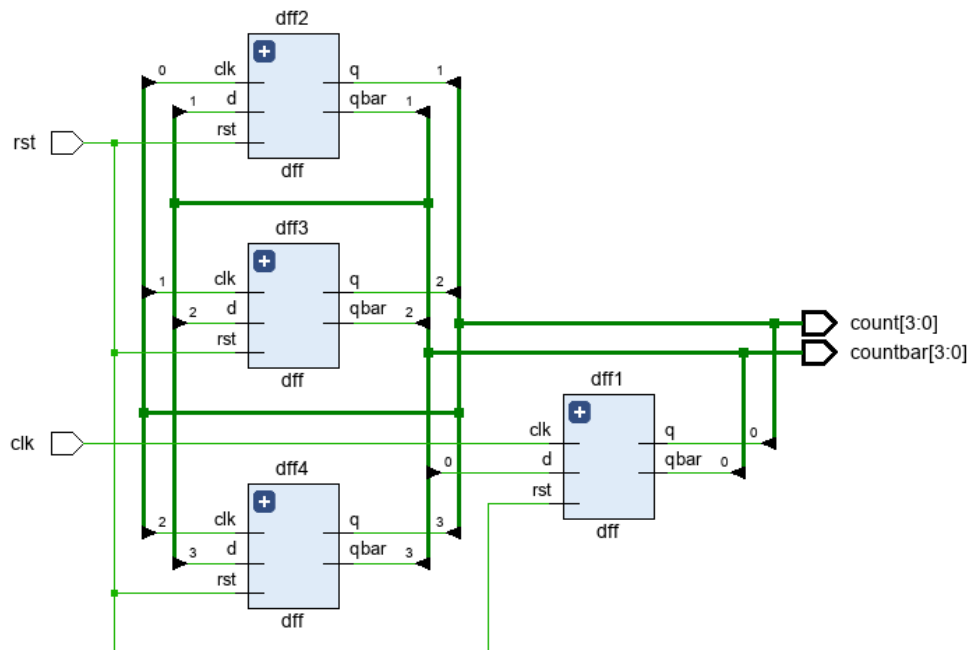 dff2
0 clk q 1
1 d qbar 1
rst
rst
dff
dff3
1 clk q 2
2 d qbar 2
rst
dff
count[3:0]
countbar[3:0]
dff1
clk
clk q 0
0 d qbar 0
rst
dff
dff4
2 clk q 3
3 d qbar 3
rst
dff